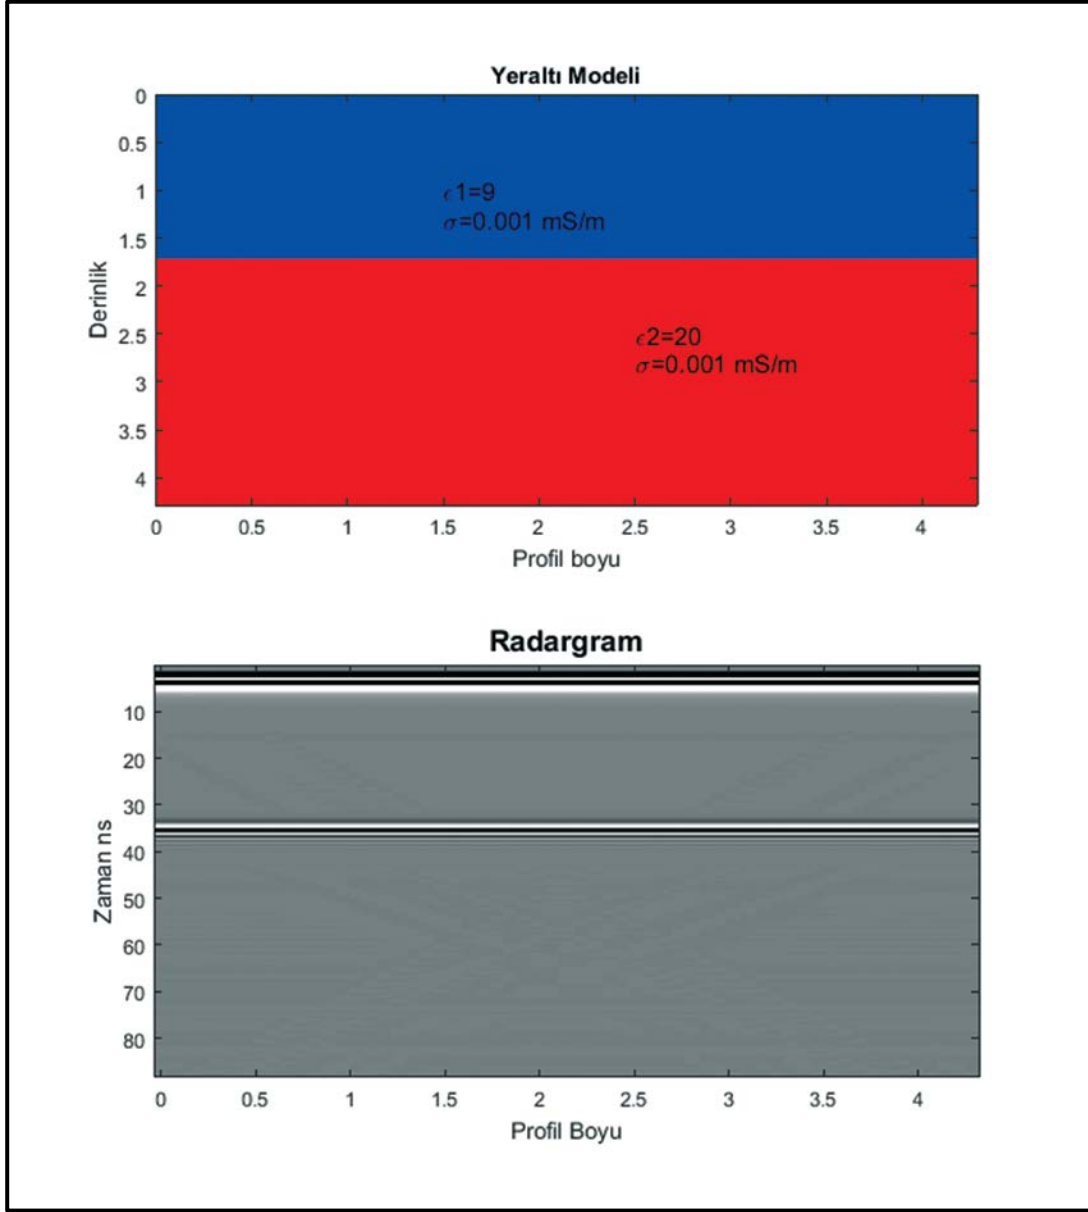 Yeraltı Modeli
0
0.5
1
1.5
2
2.5
3
3.5
4
Derinlik
ϵ1=9
σ=0.001 mS/m
ϵ2=20
σ=0.001 mS/m
0 0.5 1 1.5 2 2.5 3 3.5 4
Profil boyu
Radargram
10
20
30
40
50
60
70
80
Zaman ns
0 0.5 1 1.5 2 2.5 3 3.5 4
Profil Boyu